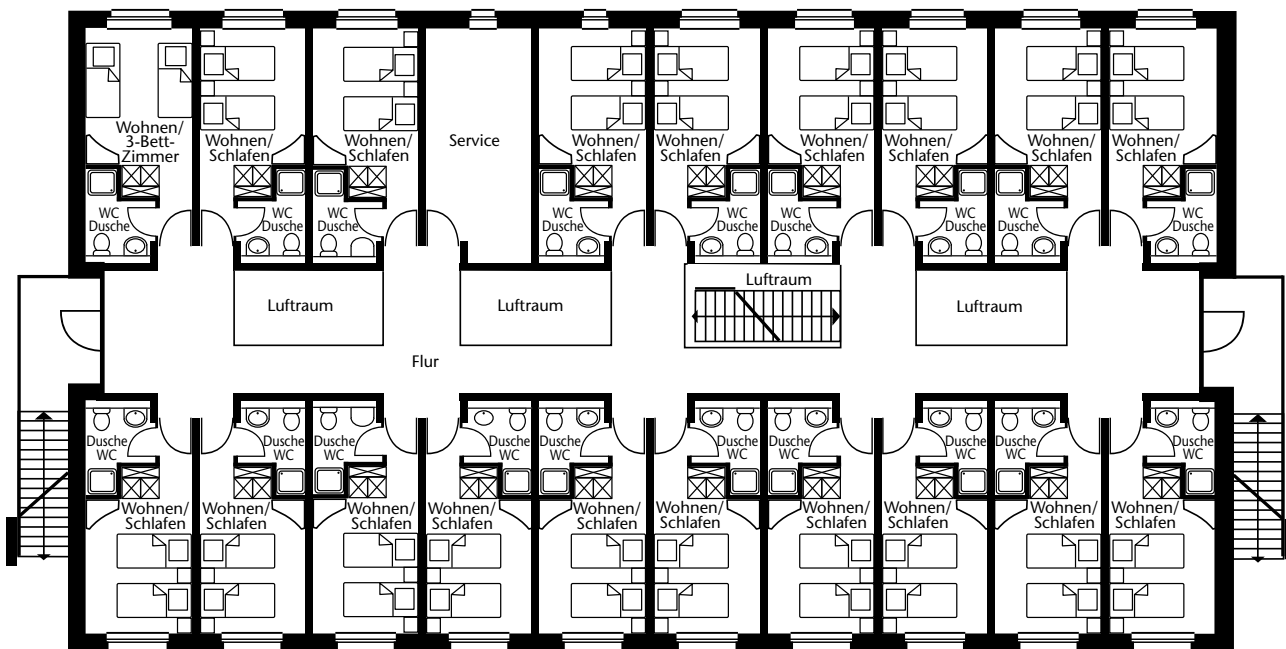 Wohnen/
3-Bett-
Zimmer
Wohnen/
Schlafen
Wohnen/
Schlafen
Service
Wohnen/
Schlafen
Wohnen/
Schlafen
Wohnen/
Schlafen
Wohnen/
Schlafen
Wohnen/
Schlafen
Wohnen/
Schlafen
WC
Dusche
WC
Dusche
WC
Dusche
WC
Dusche
WC
Dusche
WC
Dusche
WC
Dusche
WC
Dusche
WC
Dusche
Luftraum
Luftraum
Luftraum
Luftraum
Flur
Dusche
WC
Dusche
WC
Dusche
WC
Dusche
WC
Dusche
WC
Dusche
WC
Dusche
WC
Dusche
WC
Dusche
WC
Dusche
WC
Wohnen/
Schlafen
Wohnen/
Schlafen
Wohnen/
Schlafen
Wohnen/
Schlafen
Wohnen/
Schlafen
Wohnen/
Schlafen
Wohnen/
Schlafen
Wohnen/
Schlafen
Wohnen/
Schlafen
Wohnen/
Schlafen